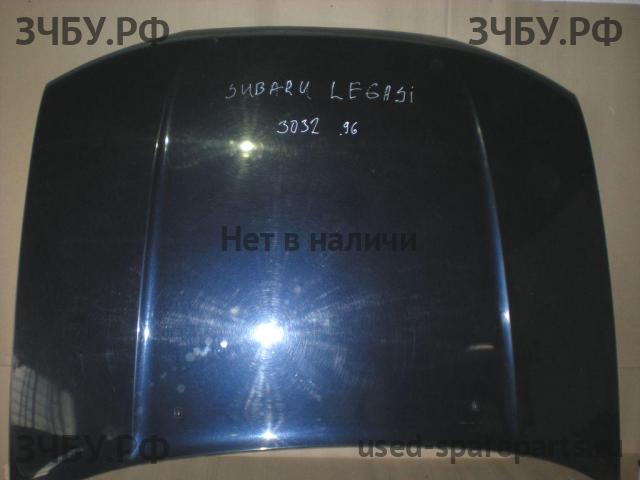 ЗЧБУ.РФ ЗЧБУ.РФ
SUBARU LEGASI
3032 96
Нет в наличи
ЗЧБУ.РФ used-spareparts.ru